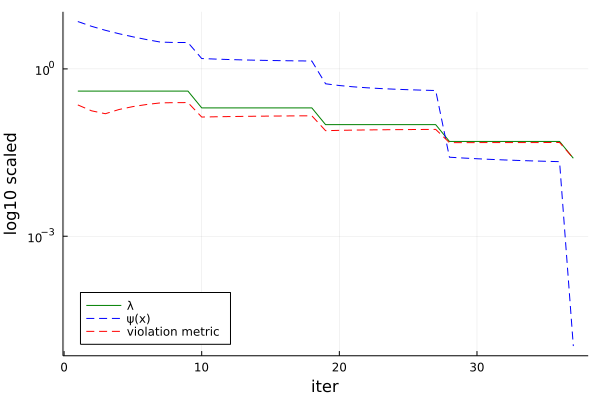 10⁰
10⁻³
log10 scaled
λ
ψ(x)
violation metric
0
10
20
30
iter